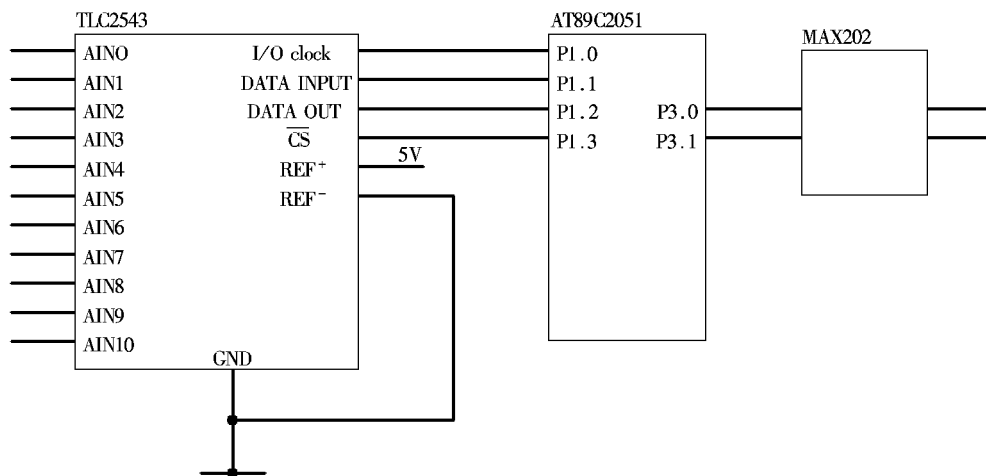 TLC2543
AT89C2051
MAX202
AIN0
AIN1
AIN2
AIN3
AIN4
AIN5
AIN6
AIN7
AIN8
AIN9
AIN10
I/O clock
DATA INPUT
DATA OUT
CS
REF+
REF-
GND
5V
P1.0
P1.1
P1.2
P1.3
P3.0
P3.1